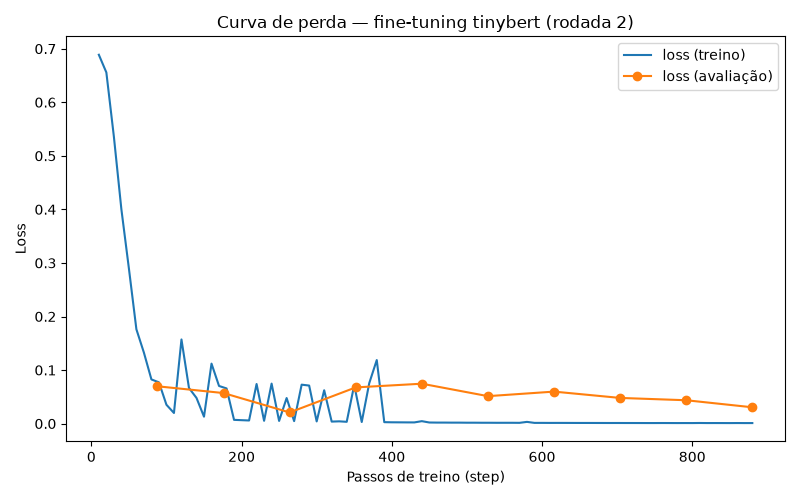 Curva de perda — fine-tuning tinybert (rodada 2)
loss (treino)
loss (avaliação)
Loss
0.7
0.6
0.5
0.4
0.3
0.2
0.1
0.0
0 200 400 600 800
Passos de treino (step)